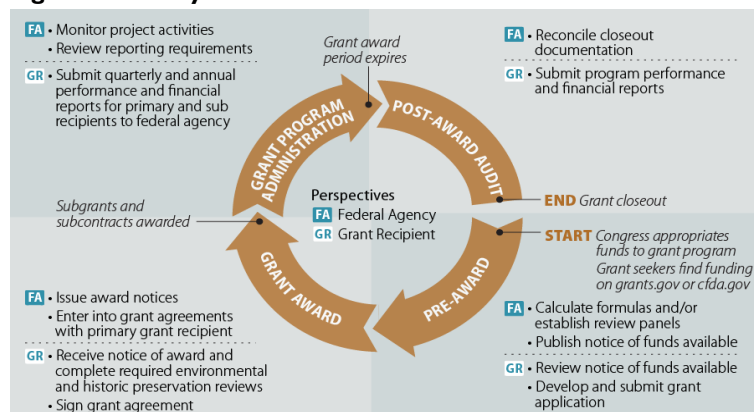 FA • Monitor project activities
• Review reporting requirements
GR • Submit quarterly and annual
performance and financial
reports for primary and sub
recipients to federal agency
Grant award
period expires
FA • Reconcile closeout
documentation
GR • Submit program performance
and financial reports
GRANT PROGRAM
ADMINISTRATION
POST-AWARD AUDIT
Perspectives
FA Federal Agency
GR Grant Recipient
Subgrants and
subcontracts awarded
END Grant closeout
START Congress appropriates
funds to grant program
Grant seekers find funding
on grants.gov or cfda.gov
GRANT AWARD
PRE-AWARD
FA • Issue award notices
• Enter into grant agreements
with primary grant recipient
GR • Receive notice of award and
complete required environmental
and historic preservation reviews
• Sign grant agreement
FA • Calculate formulas and/or
establish review panels
• Publish notice of funds available
GR • Review notice of funds available
• Develop and submit grant
application